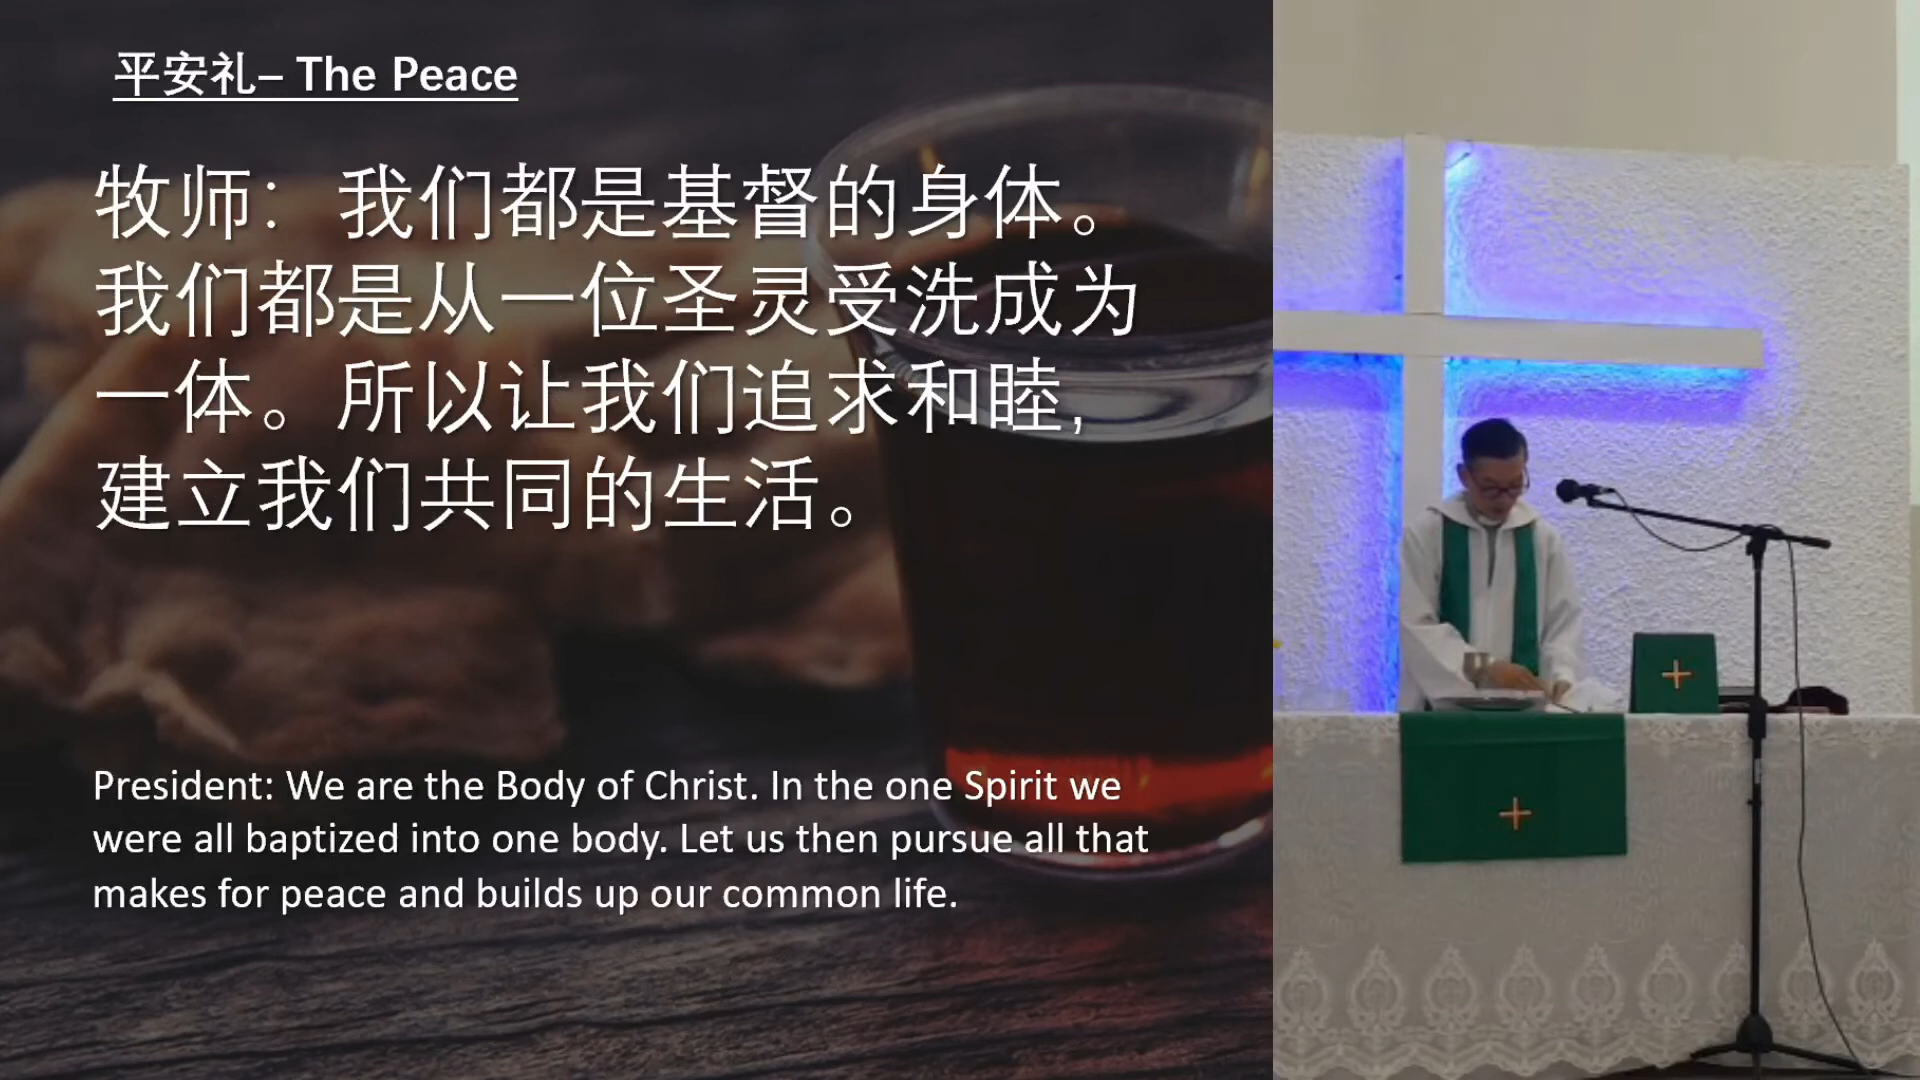 平安礼– The Peace
牧师： 我们都是基督的身体。
我们都是从一位圣灵受洗成为
一体。所以让我们追求和睦，
建立我们共同的生活。
President: We are the Body of Christ. In the one Spirit we
were all baptized into one body. Let us then pursue all that
makes for peace and builds up our common life.